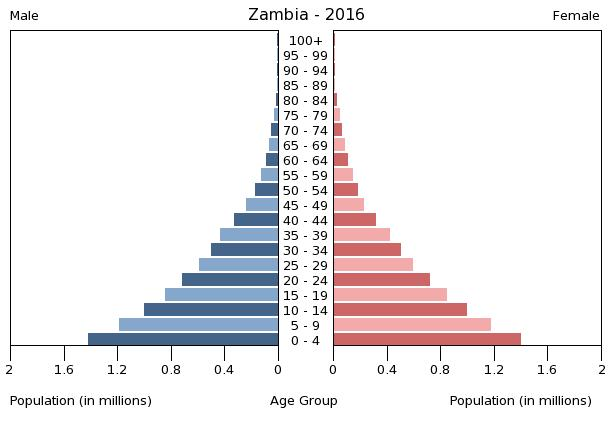 Male
Zambia - 2016
Female
100+
95 - 99
90 - 94
85 - 89
80 - 84
75 - 79
70 - 74
65 - 69
60 - 64
55 - 59
50 - 54
45 - 49
40 - 44
35 - 39
30 - 34
25 - 29
20 - 24
15 - 19
10 - 14
5 - 9
0 - 4
2 1.6 1.2 0.8 0.4 0 0 0.4 0.8 1.2 1.6 2
Population (in millions) Age Group Population (in millions)